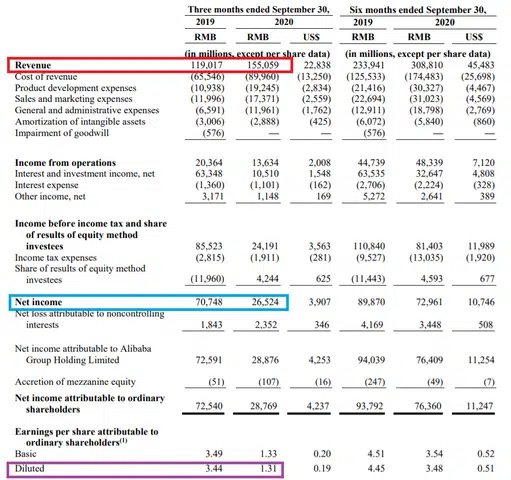 Three months ended September 30, Six months ended September 30,
2019 2020 2019 2020
RMB RMB US$ RMB RMB US$
(in millions, except per share data) (in millions, except per share data)
Revenue 119,017 155,059 22,838 233,941 308,810 45,483
Cost of revenue (65,546) (89,960) (13,250) (125,533) (174,483) (25,698)
Product development expenses (10,938) (19,245) (2,834) (21,416) (30,327) (4,467)
Sales and marketing expenses (11,996) (17,371) (2,559) (22,694) (31,023) (4,569)
General and administrative expenses (6,591) (11,961) (1,762) (12,911) (18,798) (2,769)
Amortization of intangible assets (3,006) (2,888) (425) (6,072) (5,840) (860)
Impairment of goodwill (576) — — (576) — —
Income from operations 20,364 13,634 2,008 44,739 48,339 7,120
Interest and investment income, net 63,348 10,510 1,548 63,535 32,647 4,808
Interest expense (1,360) (1,101) (162) (2,706) (2,224) (328)
Other income, net 3,171 1,148 169 5,272 2,641 389
Income before income tax and share
of results of equity method
investees 85,523 24,191 3,563 110,840 81,403 11,989
Income tax expenses (2,815) (1,911) (281) (9,527) (13,035) (1,920)
Share of results of equity method
investees (11,960) 4,244 625 (11,443) 4,593 677
Net income 70,748 26,524 3,907 89,870 72,961 10,746
Net loss attributable to noncontrolling
interests 1,843 2,352 346 4,169 3,448 508
Net income attributable to Alibaba
Group Holding Limited 72,591 28,876 4,253 94,039 76,409 11,254
Accretion of mezzanine equity (51) (107) (16) (247) (49) (7)
Net income attributable to ordinary
shareholders 72,540 28,769 4,237 93,792 76,360 11,247
Earnings per share attributable to
ordinary shareholders(1)
Basic 3.49 1.33 0.20 4.51 3.54 0.52
Diluted 3.44 1.31 0.19 4.45 3.48 0.51